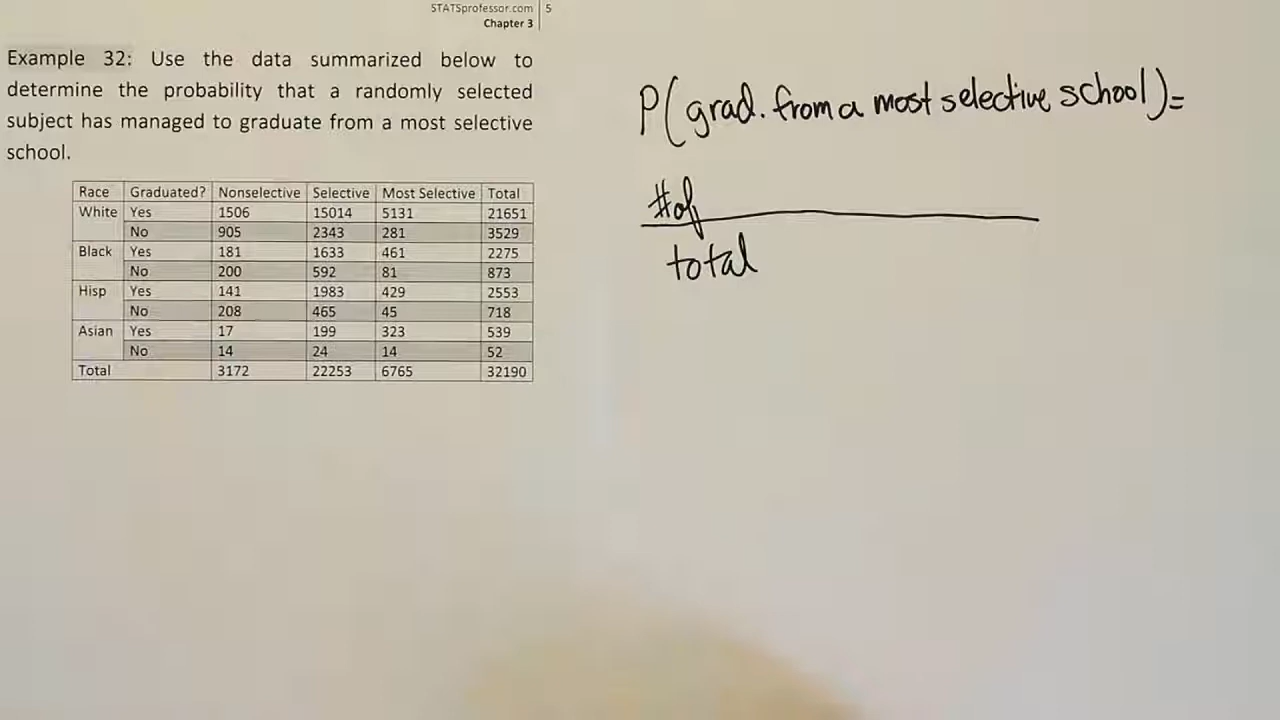 STATSprofessor.com 5
Chapter 3
Example 32: Use the data summarized below to
determine the probability that a randomly selected
subject has managed to graduate from a most selective
school.
Race Graduated? Nonselective Selective Most Selective Total
White Yes 1506 15014 5131 21651
No 905 2343 281 3529
Black Yes 181 1633 461 2275
No 200 592 81 873
Hisp Yes 141 1983 429 2553
No 208 465 45 718
Asian Yes 17 199 323 539
No 14 24 14 52
Total 3172 22253 6765 32190
P(grad. from a most selective school)=
#of
total